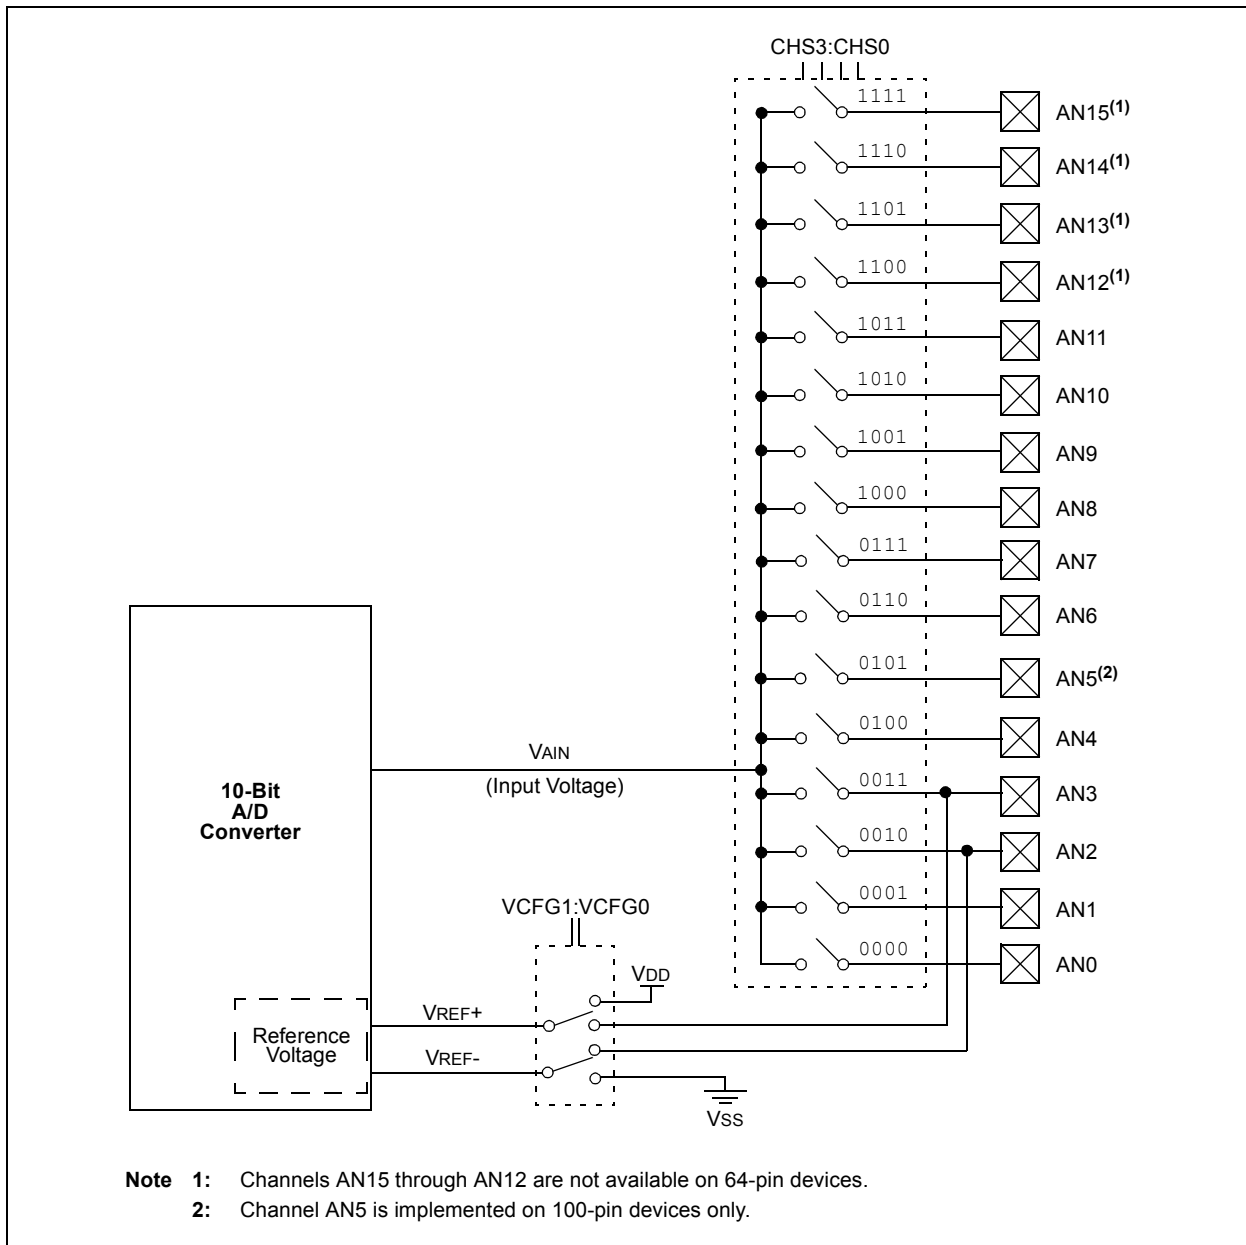 CHS3:CHS0
1111
AN15(1)
1110
AN14(1)
1101
AN13(1)
1100
AN12(1)
1011
AN11
1010
AN10
1001
AN9
1000
AN8
0111
AN7
0110
AN6
0101
AN5(2)
0100
AN4
VAIN
(Input Voltage)
10-Bit
A/D
Converter
0011
AN3
0010
AN2
0001
AN1
VCFG1:VCFG0
0000
AN0
VDD
VREF+
Reference
Voltage
VREF-
VSS
Note 1: Channels AN15 through AN12 are not available on 64-pin devices.
2: Channel AN5 is implemented on 100-pin devices only.